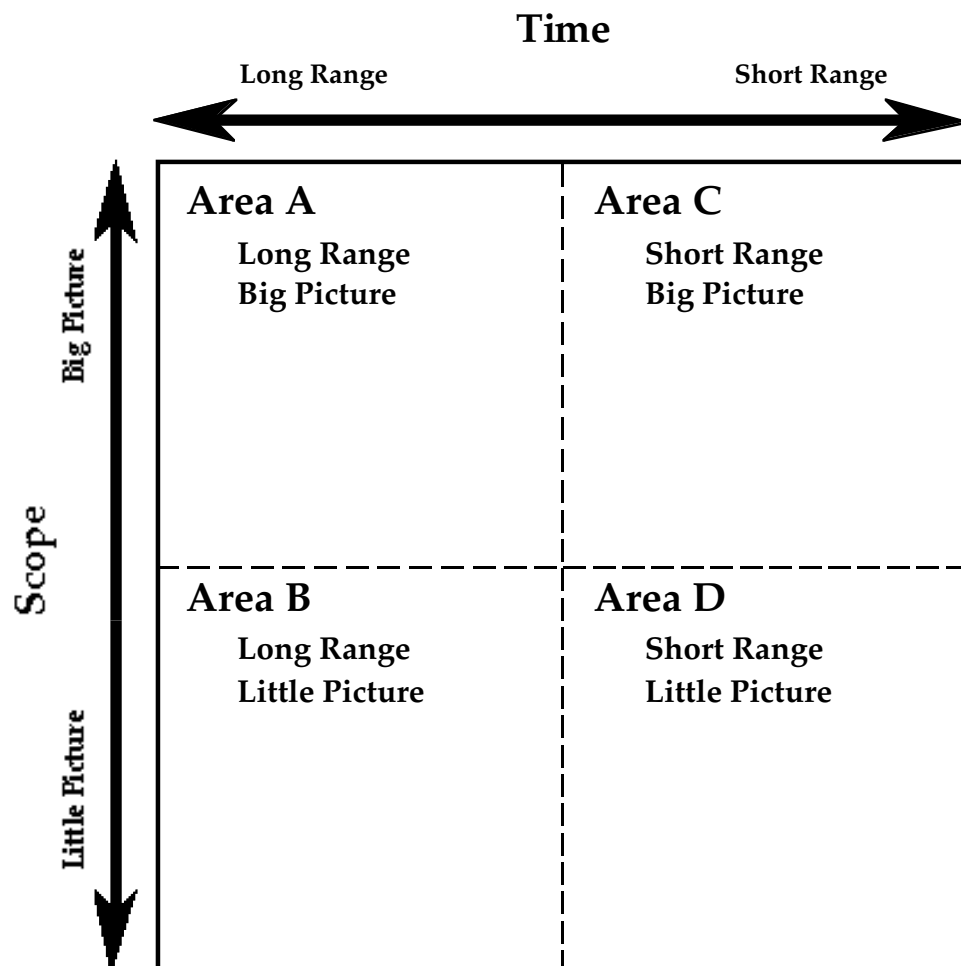 Time
Long Range
Short Range
Area A
Long Range
Big Picture
Area C
Short Range
Big Picture
Big Picture
Scope
Little Picture
Area B
Long Range
Little Picture
Area D
Short Range
Little Picture